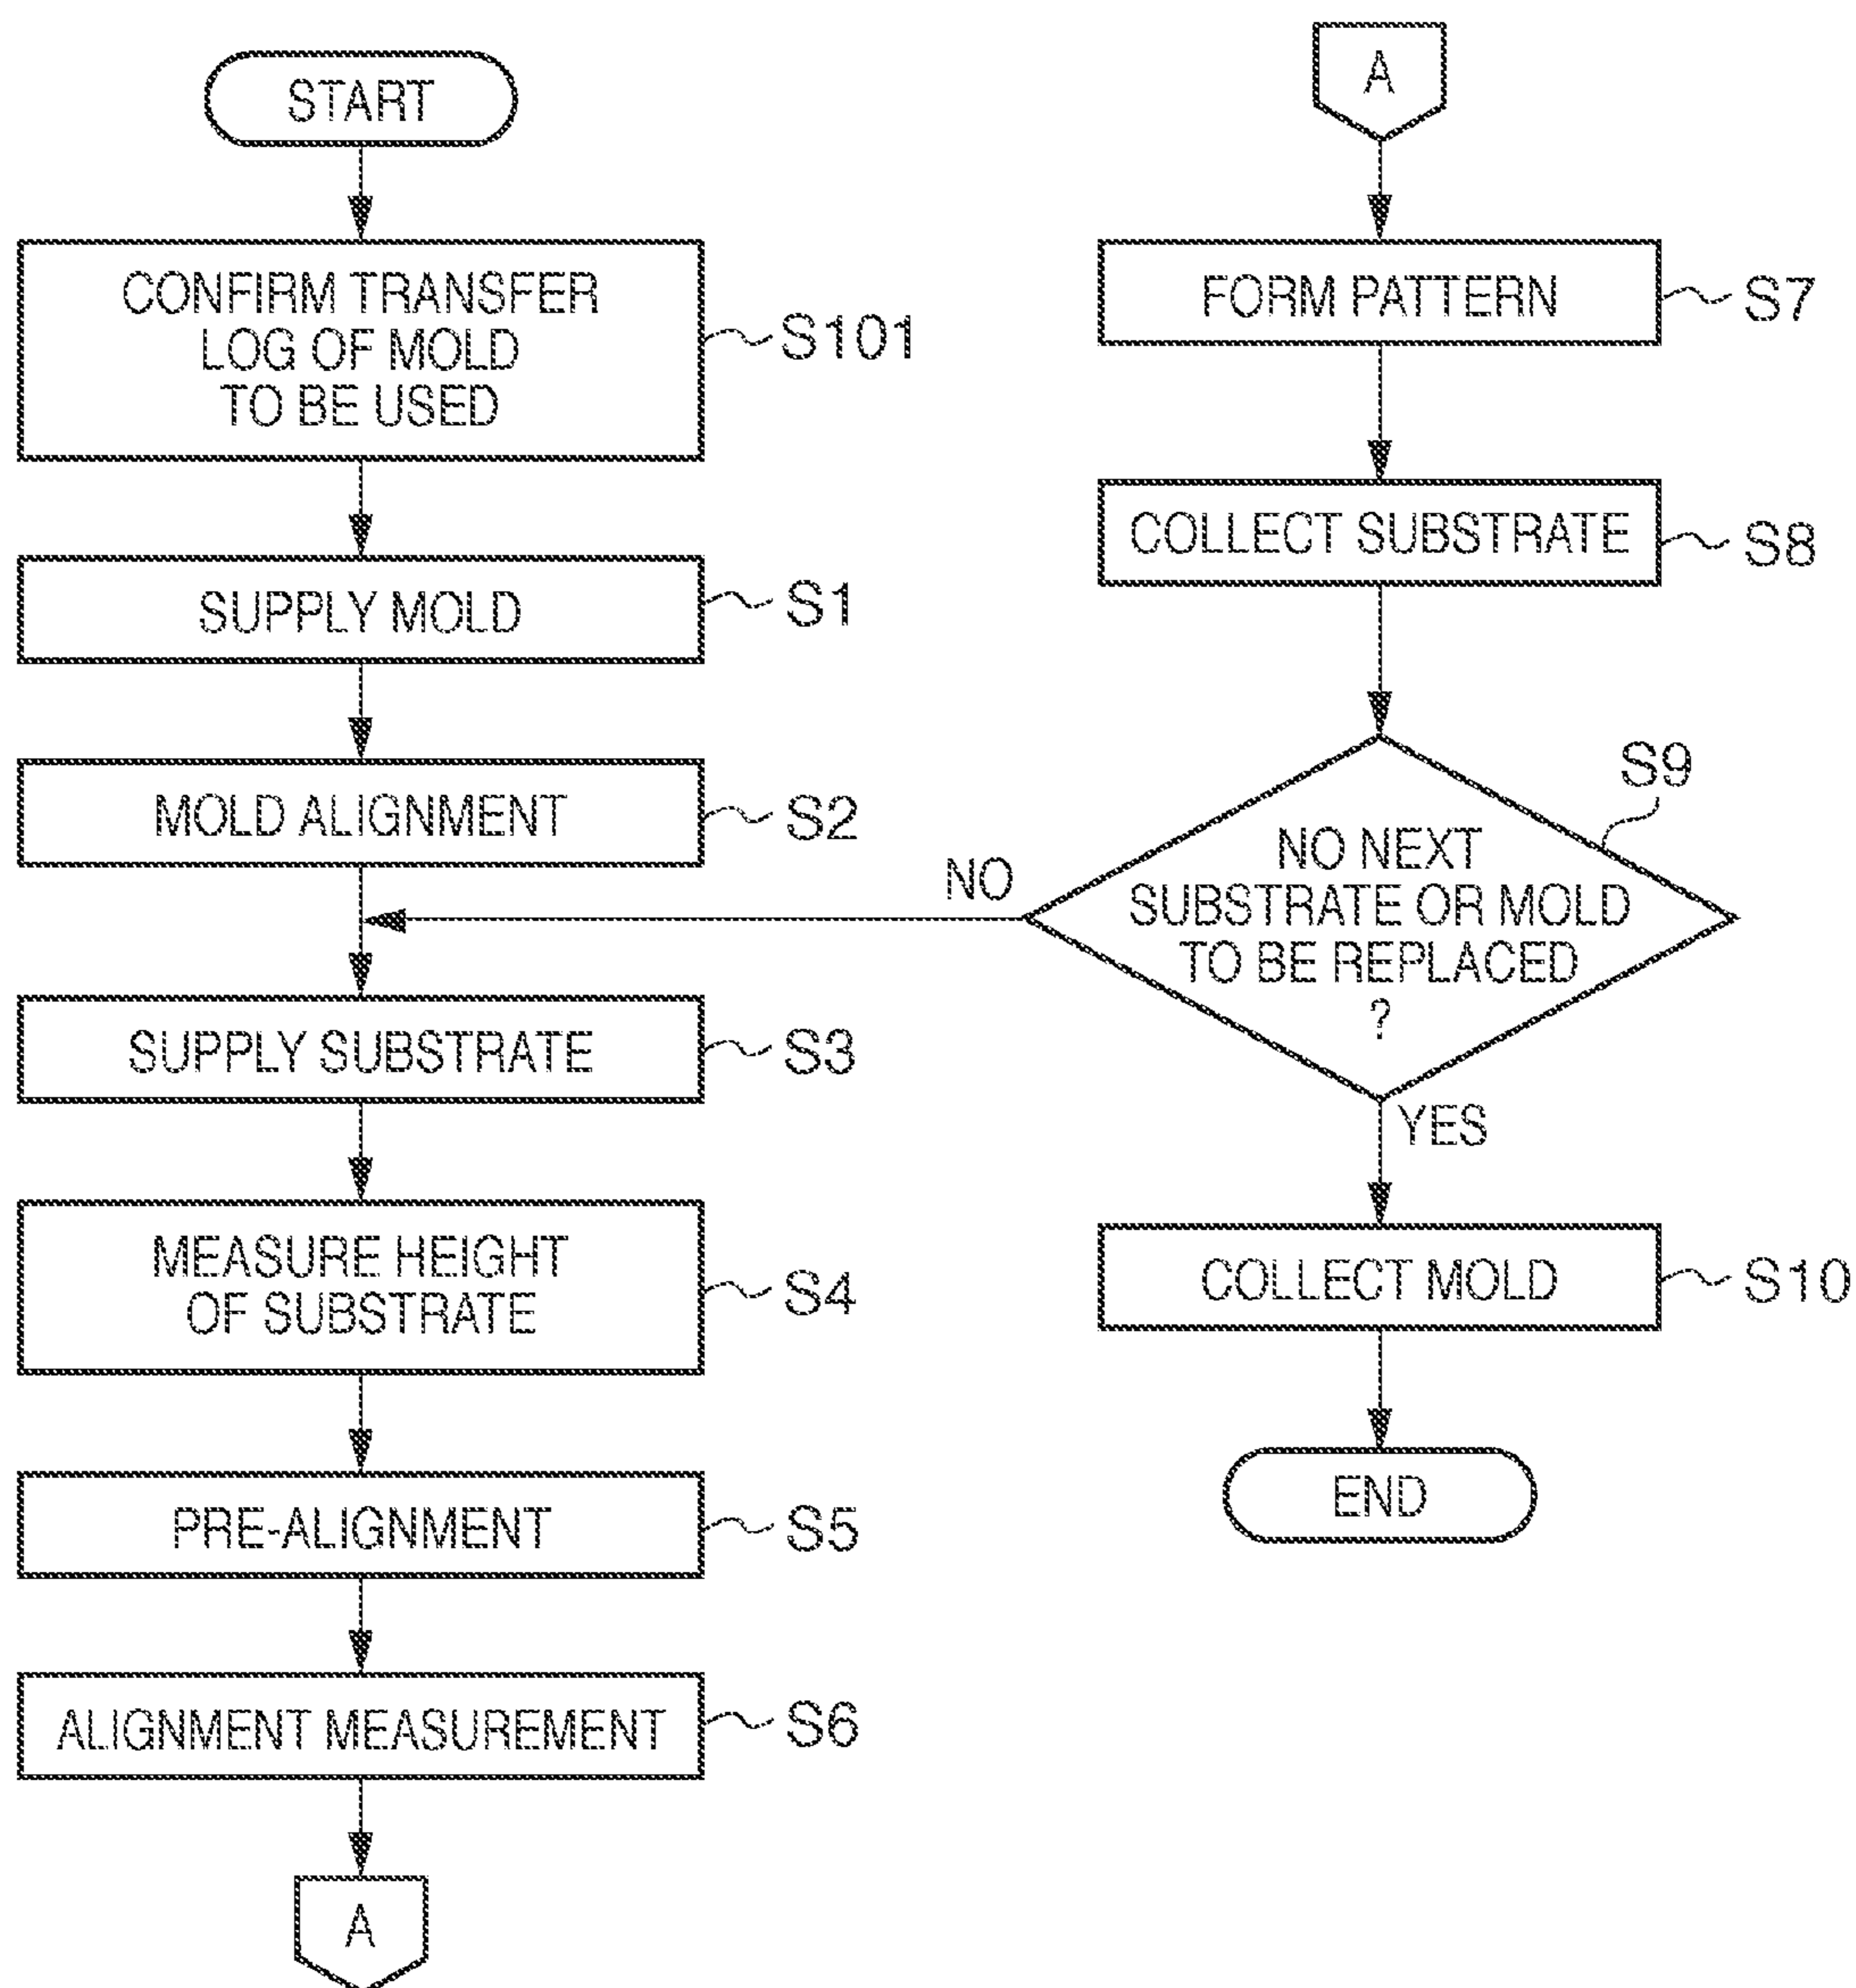 START
CONFIRM TRANSFER
LOG OF MOLD
TO BE USED
S101
SUPPLY MOLD
S1
MOLD ALIGNMENT
S2
SUPPLY SUBSTRATE
S3
MEASURE HEIGHT
OF SUBSTRATE
S4
PRE-ALIGNMENT
S5
ALIGNMENT MEASUREMENT
S6
A
A
FORM PATTERN
S7
COLLECT SUBSTRATE
S8
S9
NO NEXT
SUBSTRATE OR MOLD
TO BE REPLACED
?
NO
YES
COLLECT MOLD
S10
END